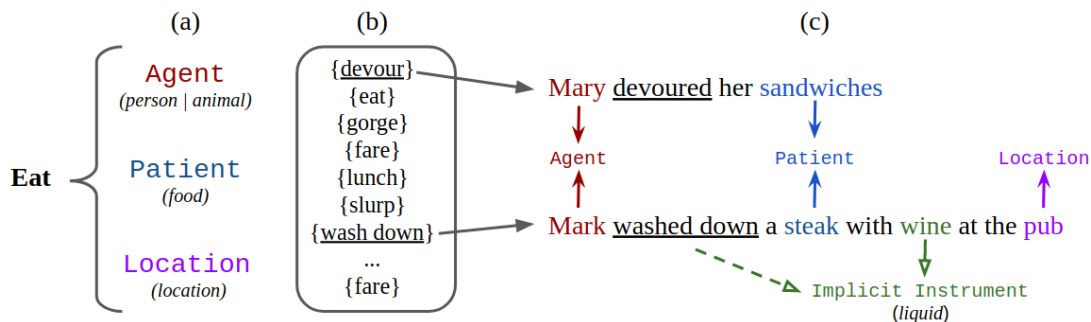 (a)
(b)
(c)
Eat
Agent
(person | animal)
Patient
(food)
Location
(location)
{devour}
{eat}
{gorge}
{fare}
{lunch}
{slurp}
{wash down}
...
{fare}
Mary devoured her sandwiches
Agent
Patient
Location
Mark washed down a steak with wine at the pub
Implicit Instrument
(liquid)